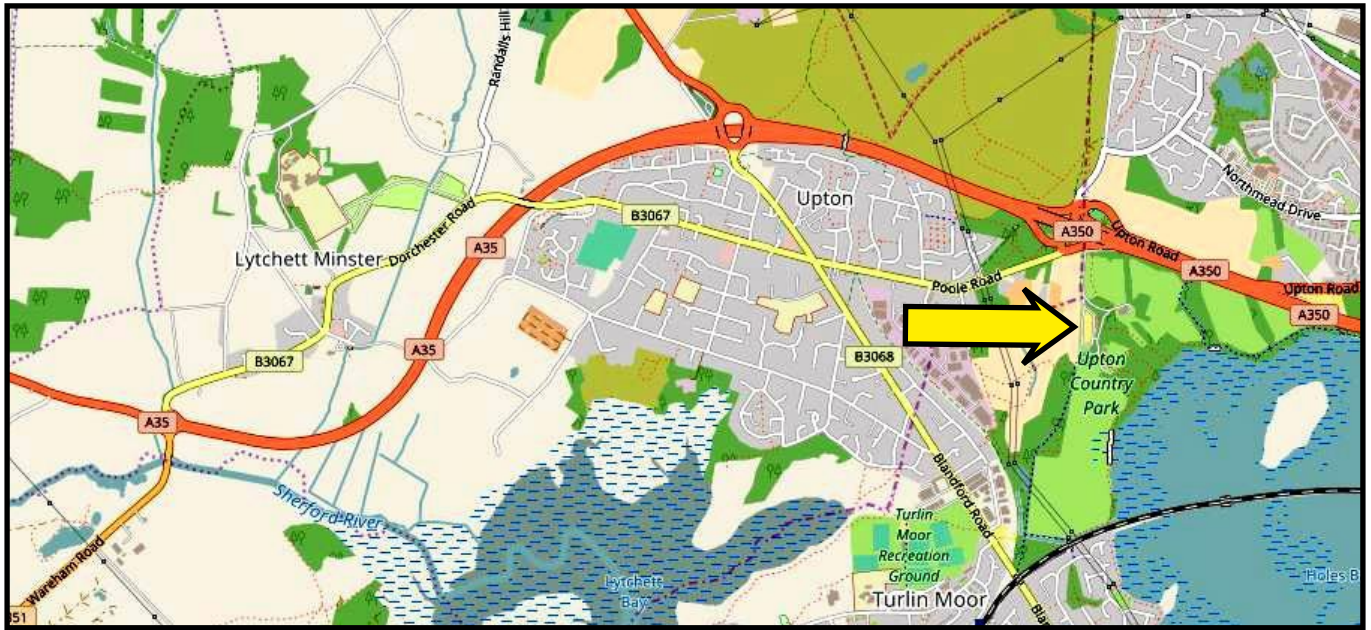 Randalls Hill
Upton
Northmead Drive
B3067
A350
Upton Road
Dorchester Road
A35
Lytchett Minster
A350
Poole Road
Upton Road
A350
A35
B3067
B3068
Upton
Country
Park
A35
Blandford Road
Sherford River
Turlin
Moor
Recreation
Ground
Wareham Road
Lytchett
Bay
Holes B
Turlin Moor
Bla
351